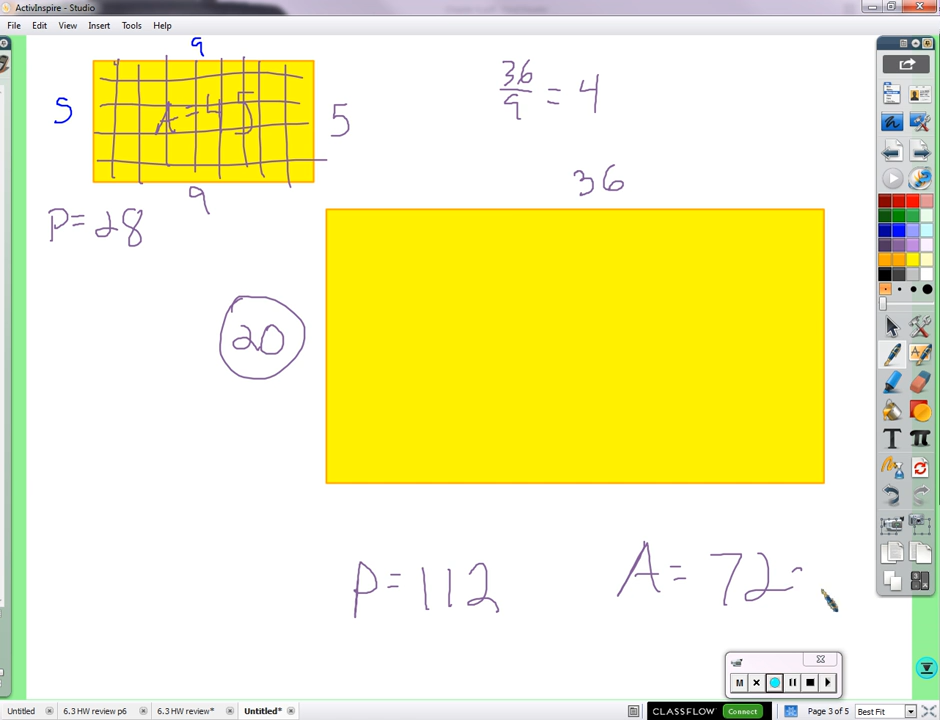 ActivInspire - Studio
File Edit View Insert Tools Help
9
5
A = 45
5
9
P = 28
36
9
= 4
36
20
P = 112
A = 72
M
Untitled
6.3 HW review p6
6.3 HW review*
Untitled*
CLASSFLOW Connect
Page 3 of 5
Best Fit